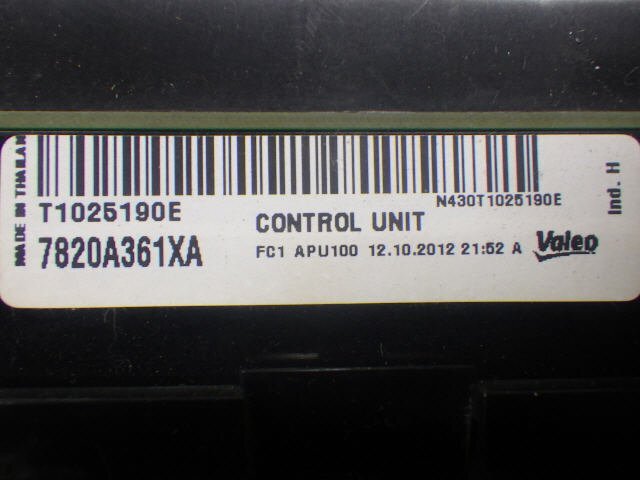 MADE IN THAILAND
N430T1025190E
T1025190E
Ind. H
CONTROL UNIT
7820A361XA
FC1 APU100 12.10.2012 21:52 A
Valeo